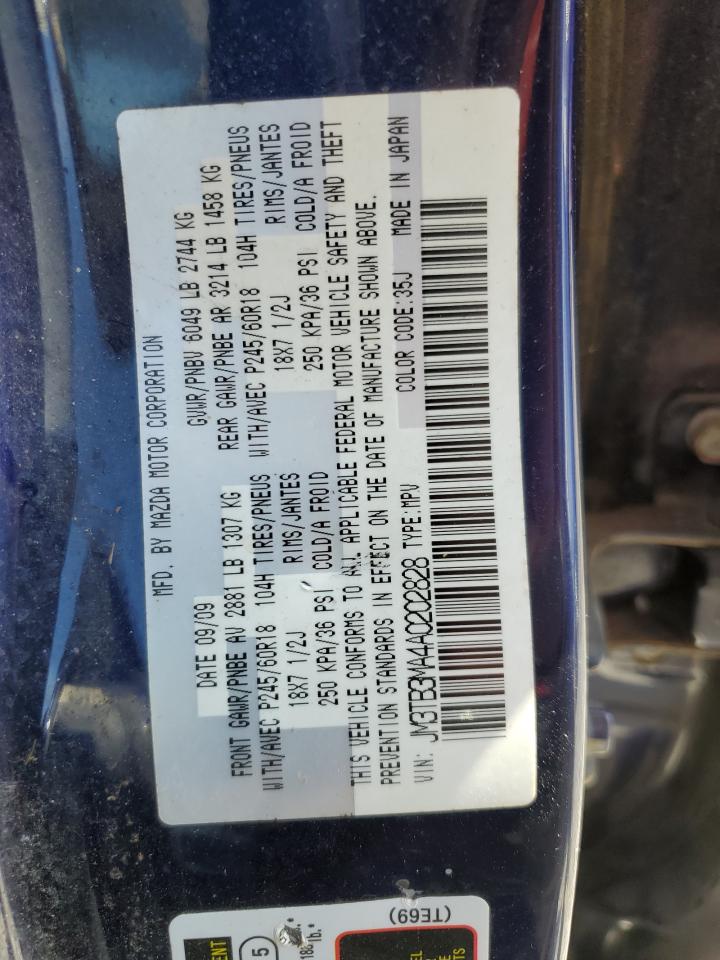 MFD. BY MAZDA MOTOR CORPORATION
DATE 09/09 GVWR/PNBV 6049 LB 2744 KG
FRONT GAWR/PNBE AV 2881 LB 1307 KG REAR GAWR/PNBE AR 3214 LB 1458 KG
WITH/AVEC P245/60R18 104H TIRES/PNEUS WITH/AVEC P245/60R18 104H TIRES/PNEUS
18X7 1/2J RIMS/JANTES 18X7 1/2J RIMS/JANTES
250 KPA/36 PSI COLD/A FROID 250 KPA/36 PSI COLD/A FROID
THIS VEHICLE CONFORMS TO ALL APPLICABLE FEDERAL MOTOR VEHICLE SAFETY AND THEFT
PREVENTION STANDARDS IN EFFECT ON THE DATE OF MANUFACTURE SHOWN ABOVE.
VIN: JM3TB3MA4A0202828 TYPE:MPV COLOR CODE:35J MADE IN JAPAN
(TE69)
5
lb.*